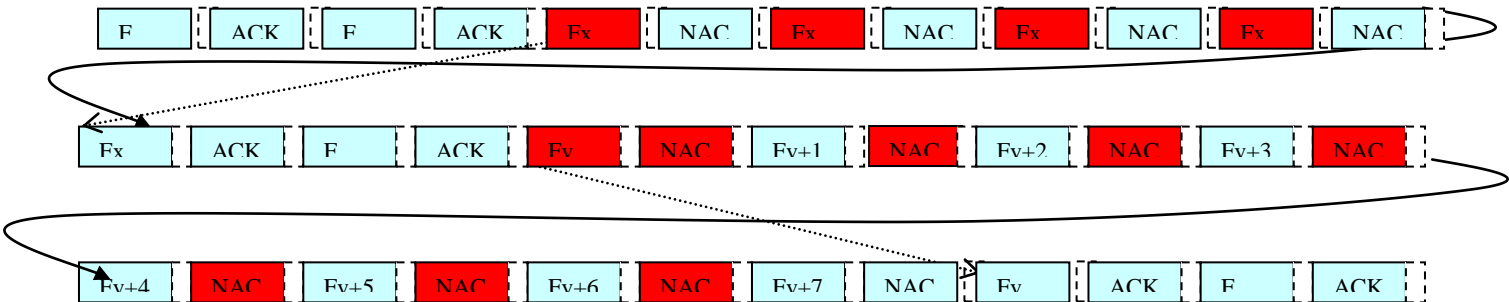 F ACK F ACK Fx NAC Fx NAC Fx NAC Fx NAC
Fx ACK F ACK Fy NAC Fy+1 NAC Fy+2 NAC Fy+3 NAC
Fy+4 NAC Fy+5 NAC Fy+6 NAC Fy+7 NAC Fy ACK F ACK